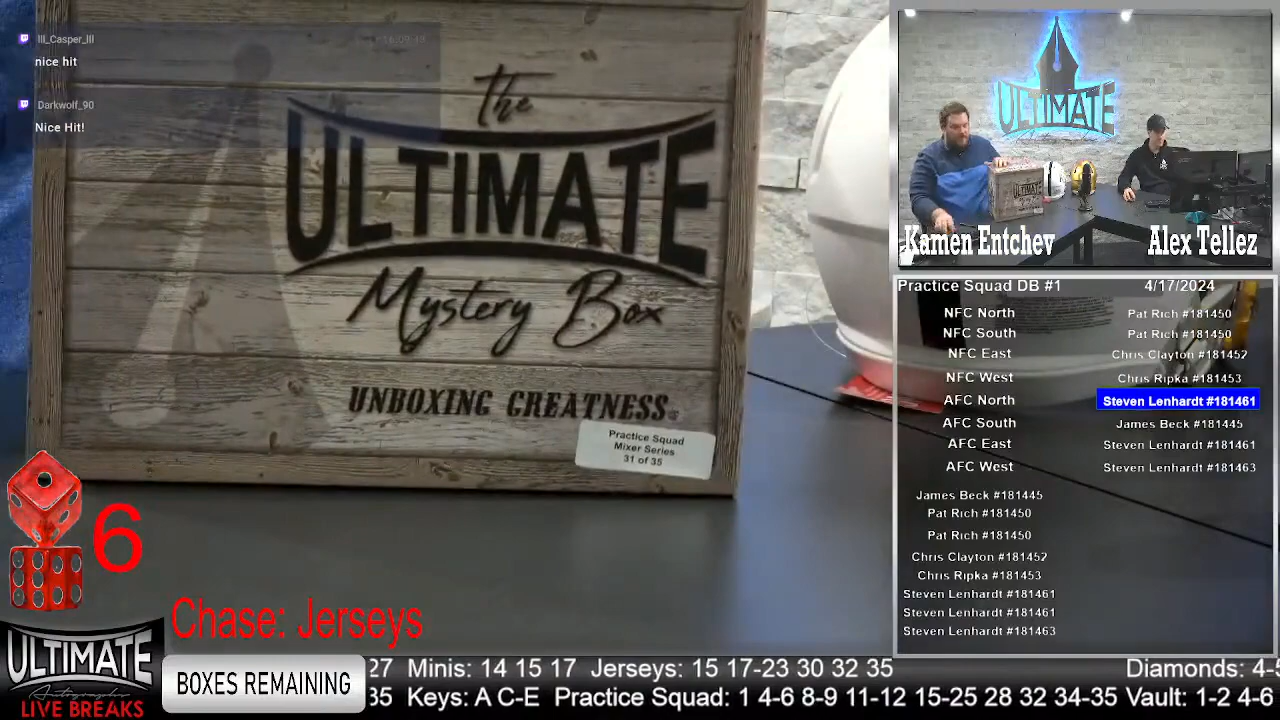 III_Casper_III
nice hit
Darkwolf_90
Nice Hit!
The
ULTIMATE
Mystery Box
UNBOXING GREATNESS
Practice Squad
Mixer Series
31 of 35
ULTIMATE
ULTIMATE
Kamen Entchev Alex Tellez
Practice Squad DB #1 4/17/2024
NFC North Pat Rich #181450
NFC South Pat Rich #181450
NFC East Chris Clayton #181452
NFC West Chris Ripka #181453
AFC North Steven Lenhardt #181461
AFC South James Beck #181445
AFC East Steven Lenhardt #181461
AFC West Steven Lenhardt #181463
James Beck #181445
Pat Rich #181450
Pat Rich #181450
Chris Clayton #181452
Chris Ripka #181453
Steven Lenhardt #181461
Steven Lenhardt #181461
Steven Lenhardt #181463
6
Chase: Jerseys
ULTIMATE
Autographs
LIVE BREAKS
BOXES REMAINING
27 Minis: 14 15 17 Jerseys: 15 17-23 30 32 35 Diamonds: 4-5
35 Keys: A C-E Practice Squad: 1 4-6 8-9 11-12 15-25 28 32 34-35 Vault: 1-2 4-6